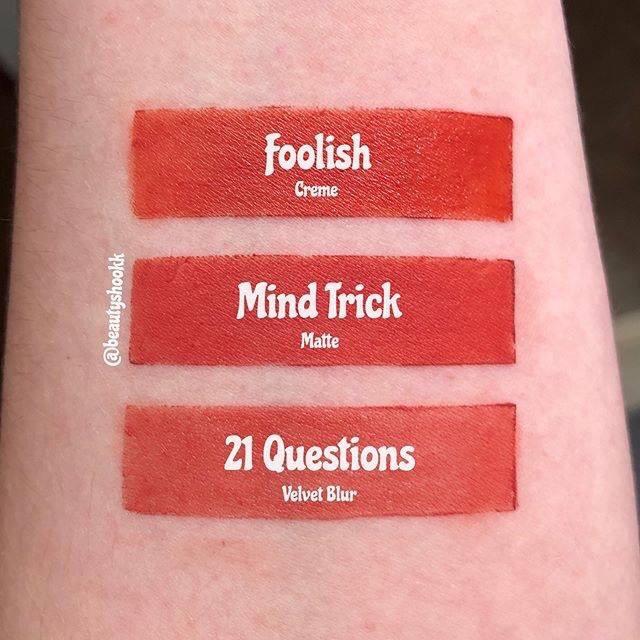 foolish
Creme
Mind Trick
Matte
21 Questions
Velvet Blur
@beautyshookk